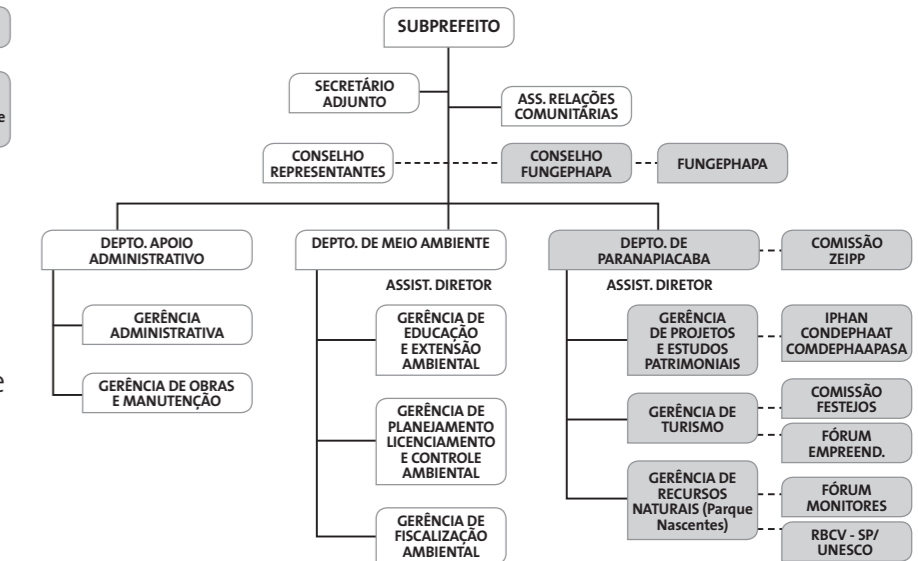 SUBPREFEITO
SECRETÁRIO
ADJUNTO
ASS. RELAÇÕES
COMUNITÁRIAS
CONSELHO
REPRESENTANTES
CONSELHO
FUNGEPHAPA
FUNGEPHAPA
DEPTO. APOIO
ADMINISTRATIVO
GERÊNCIA
ADMINISTRATIVA
GERÊNCIA DE OBRAS
E MANUTENÇÃO
DEPTO. DE MEIO AMBIENTE
ASSIST. DIRETOR
GERÊNCIA DE
EDUCAÇÃO
E EXTENSÃO
AMBIENTAL
GERÊNCIA DE
PLANEJAMENTO
LICENCIAMENTO
E CONTROLE
AMBIENTAL
GERÊNCIA DE
FISCALIZAÇÃO
AMBIENTAL
DEPTO. DE
PARANAPIACABA
COMISSÃO
ZEIPP
ASSIST. DIRETOR
GERÊNCIA
DE PROJETOS
E ESTUDOS
PATRIMONIAIS
IPHAN
CONDEPHAAT
COMDEPHAAPASA
GERÊNCIA DE
TURISMO
COMISSÃO
FESTEJOS
FÓRUM
EMPREEND.
GERÊNCIA DE
RECURSOS
NATURAIS (Parque
Nascentes)
FÓRUM
MONITORES
RBCV - SP/
UNESCO